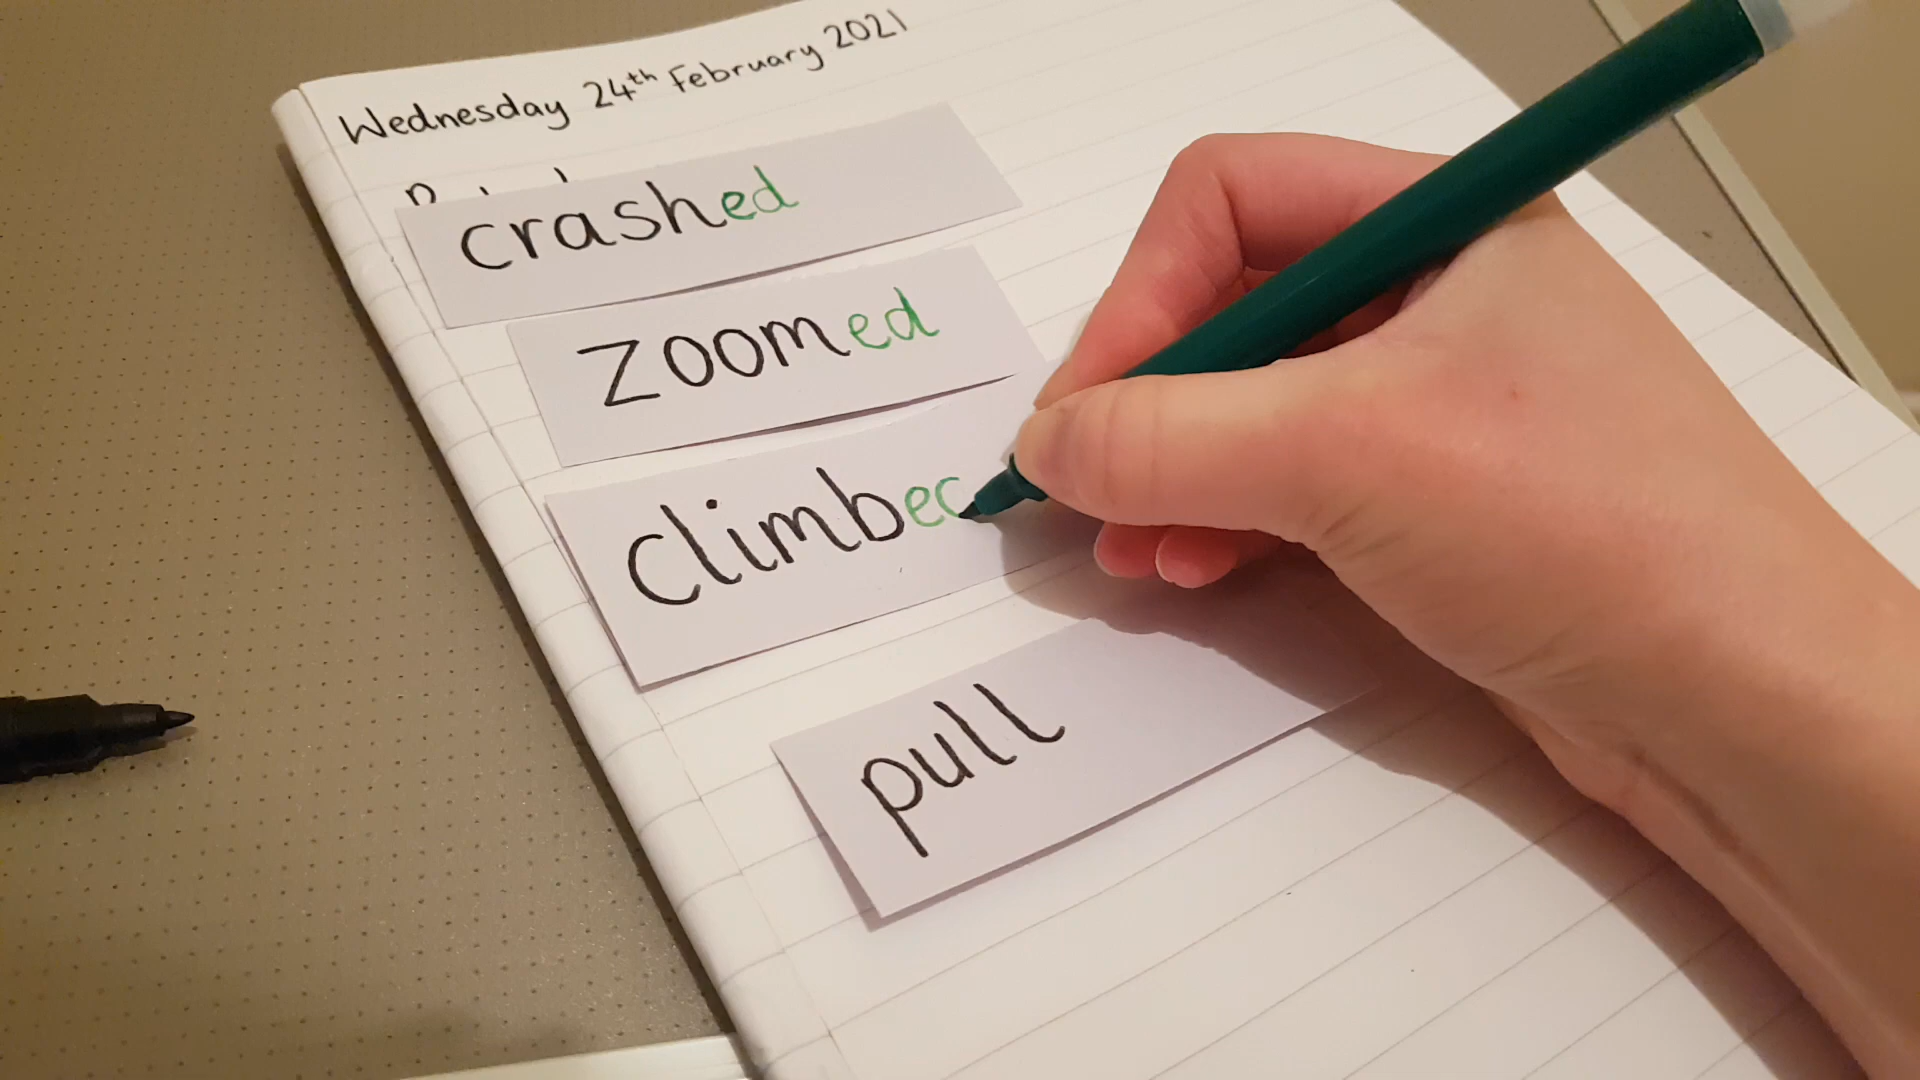 Wednesday 24th February 2021
crashed
zoomed
climbec
pull